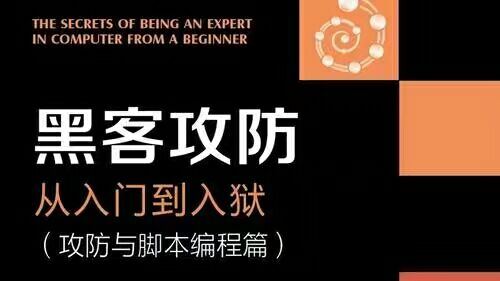 THE SECRETS OF BEING AN EXPERT
IN COMPUTER FROM A BEGINNER
黑客攻防
从入门到入狱
（攻防与脚本编程篇）